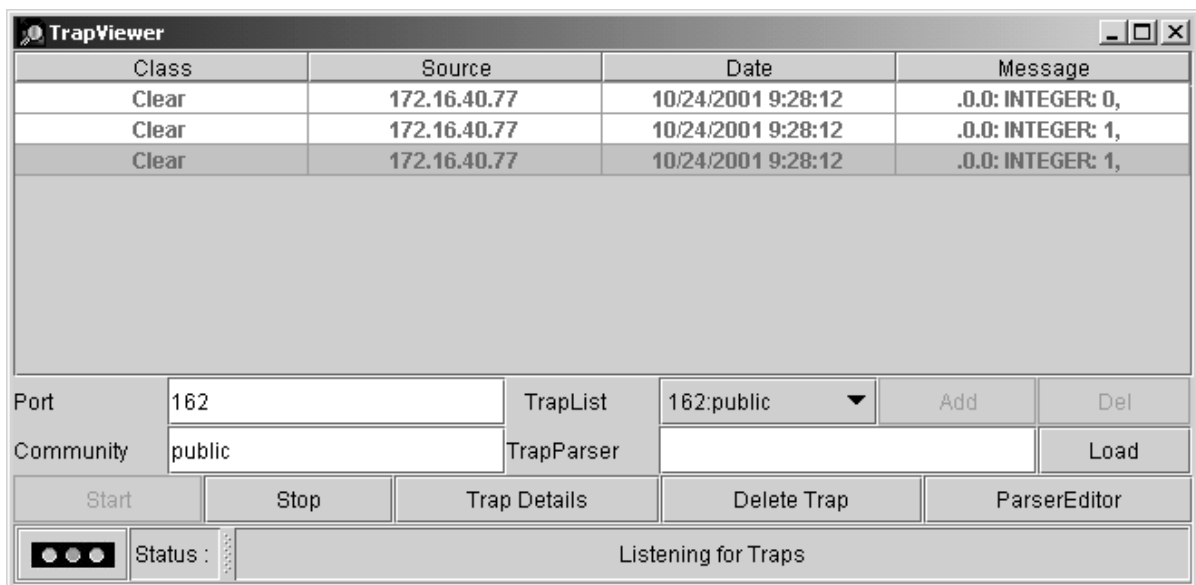 TrapViewer
Class Source Date Message
Clear 172.16.40.77 10/24/2001 9:28:12 .0.0: INTEGER: 0,
Clear 172.16.40.77 10/24/2001 9:28:12 .0.0: INTEGER: 1,
Clear 172.16.40.77 10/24/2001 9:28:12 .0.0: INTEGER: 1,
Port 162 TrapList 162:public Add Del
Community public TrapParser Load
Start Stop Trap Details Delete Trap ParserEditor
Status : Listening for Traps